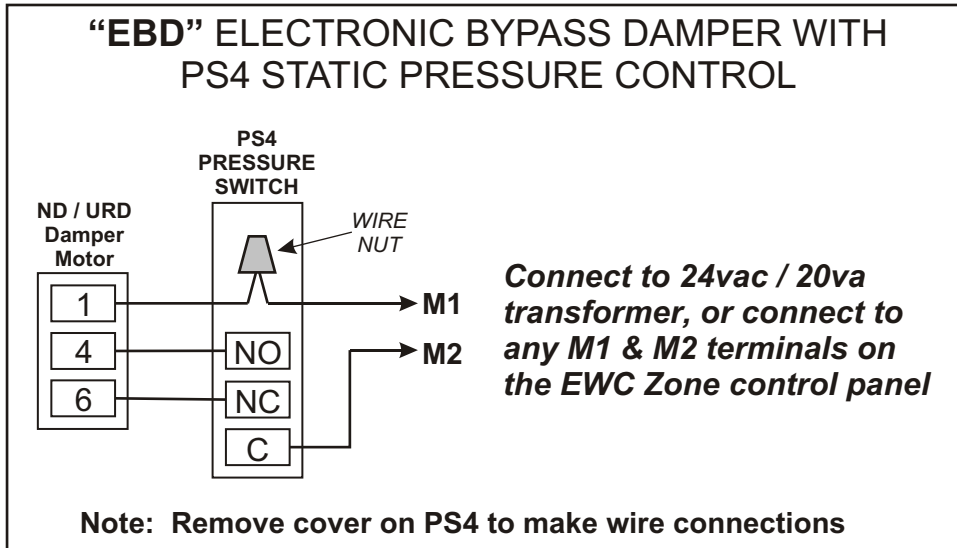 “EBD” ELECTRONIC BYPASS DAMPER WITH
PS4 STATIC PRESSURE CONTROL
PS4
PRESSURE
SWITCH
ND / URD
Damper
Motor
WIRE
NUT
1
4
6
NO
NC
C
M1
M2
Connect to 24vac / 20va
transformer, or connect to
any M1 & M2 terminals on
the EWC Zone control panel
Note: Remove cover on PS4 to make wire connections